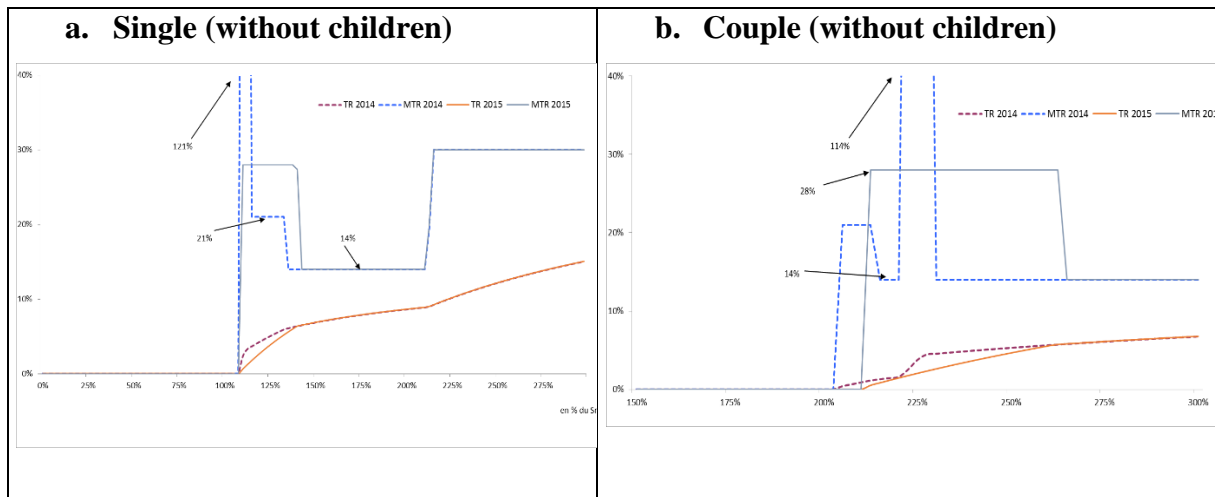 a. Single (without children)
40%
TR 2014 MTR 2014 TR 2015 MTR 2015
121%
30%
20%
21%
14%
10%
0%
0% 25% 50% 75% 100% 125% 150% 175% 200% 225% 250% 275%
en % du
b. Couple (without children)
40%
TR 2014 MTR 2014 TR 2015
114%
30%
28%
20%
14%
10%
0%
150% 175% 200% 225% 250% 275% 300%